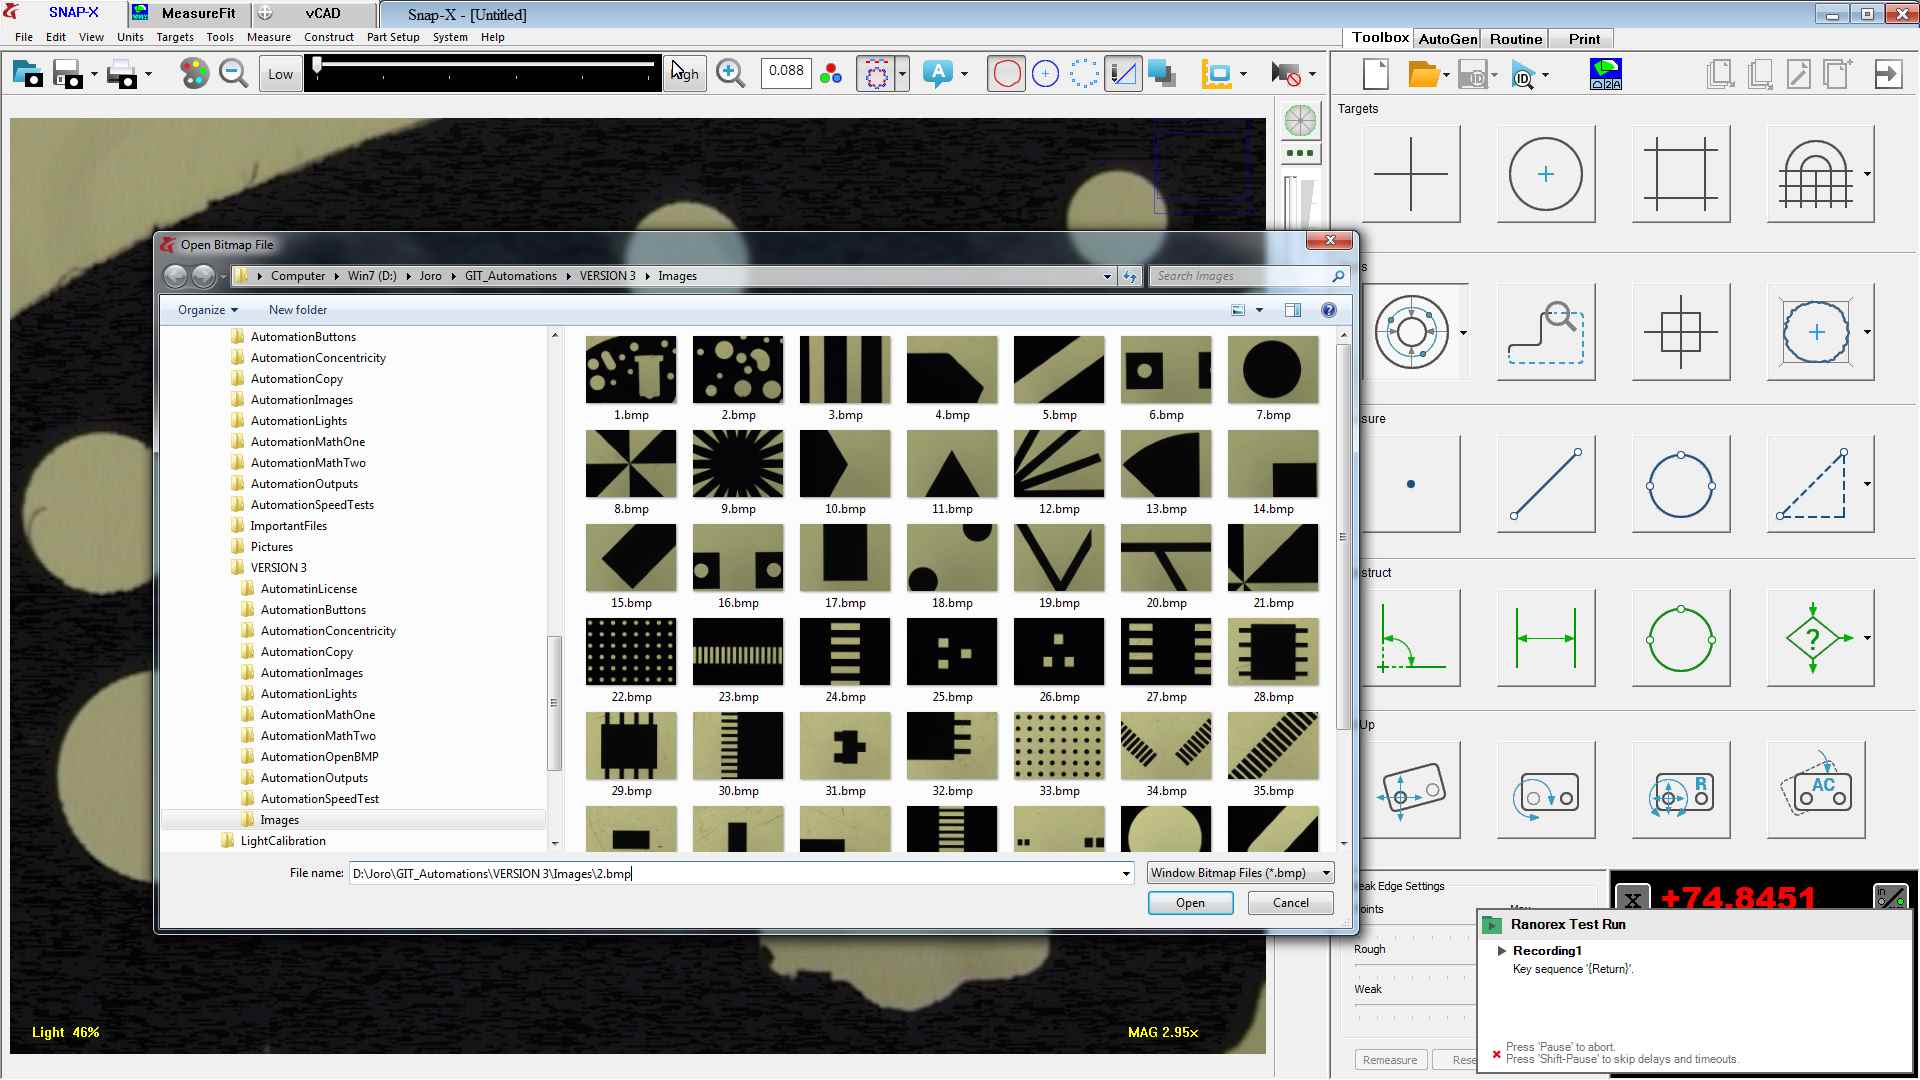 SNAP-X
MeasureFit
vCAD
Snap-X - [Untitled]
File Edit View Units Targets Tools Measure Construct Part Setup System Help
Toolbox AutoGen Routine Print
Low
0.088
A
ID
ID
Targets
Open Bitmap File
Computer Win7 (D:) Joro GIT_Automations VERSION 3 Images
Search Images
Organize New folder
AutomationButtons
AutomationConcentricity
AutomationCopy
AutomationImages
AutomationLights
AutomationMathOne
AutomationMathTwo
AutomationOutputs
AutomationSpeedTests
ImportantFiles
Pictures
VERSION 3
AutomatinLicense
AutomationButtons
AutomationConcentricity
AutomationCopy
AutomationImages
AutomationLights
AutomationMathOne
AutomationMathTwo
AutomationOpenBMP
AutomationOutputs
AutomationSpeedTest
Images
LightCalibration
1.bmp 2.bmp 3.bmp 4.bmp 5.bmp 6.bmp 7.bmp
8.bmp 9.bmp 10.bmp 11.bmp 12.bmp 13.bmp 14.bmp
15.bmp 16.bmp 17.bmp 18.bmp 19.bmp 20.bmp 21.bmp
22.bmp 23.bmp 24.bmp 25.bmp 26.bmp 27.bmp 28.bmp
29.bmp 30.bmp 31.bmp 32.bmp 33.bmp 34.bmp 35.bmp
File name: D:\Joro\GIT_Automations\VERSION 3\Images\2.bmp
Window Bitmap Files (*.bmp)
Open Cancel
s
sure
struct
?
Up
R
AC
eak Edge Settings
oints
Rough
Weak
Remeasure
Rese
X +74.8451
in
Ranorex Test Run
Recording1
Key sequence '{Return}'.
Press 'Pause' to abort.
Press 'Shift-Pause' to skip delays and timeouts.
Light 46%
MAG 2.95x